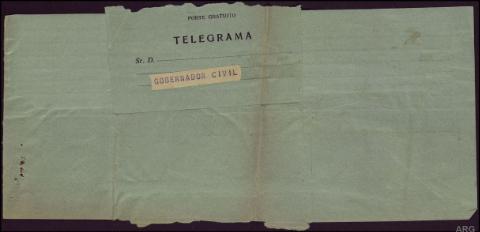 PORTE GRATUITO
TELEGRAMA
Sr. D.
GOBERNADOR CIVIL
ARG